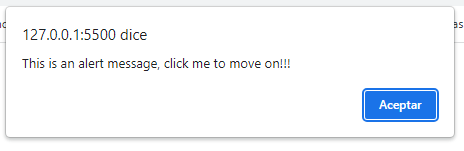 127.0.0.1:5500 dice
This is an alert message, click me to move on!!!
Aceptar